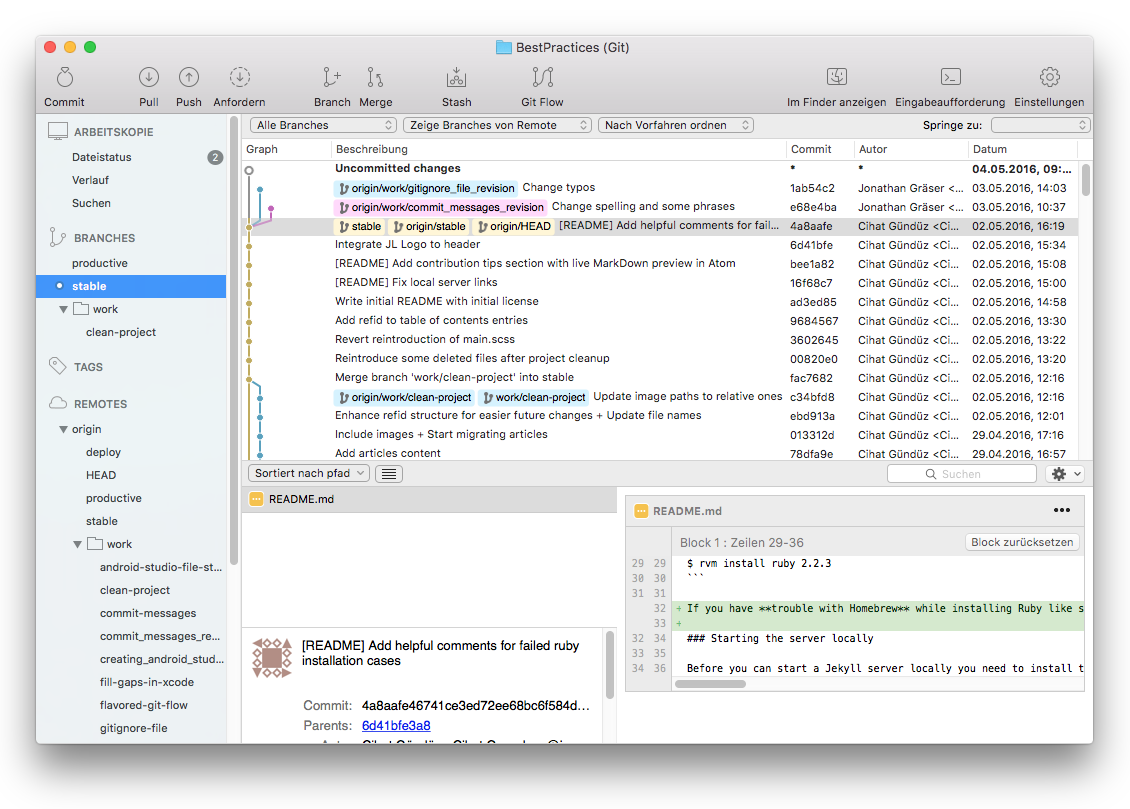 BestPractices (Git)
Commit Pull Push Anfordern Branch Merge Stash Git Flow Im Finder anzeigen Eingabeaufforderung Einstellungen
ARBEITSKOPIE
Dateistatus 2
Verlauf
Suchen
BRANCHES
productive
stable
work
clean-project
TAGS
REMOTES
origin
deploy
HEAD
productive
stable
work
android-studio-file-st...
clean-project
commit-messages
commit_messages_re...
creating_android_stud...
fill-gaps-in-xcode
flavored-git-flow
gitignore-file
Alle Branches Zeige Branches von Remote Nach Vorfahren ordnen Springe zu:
Graph Beschreibung Commit Autor Datum
Uncommitted changes * * 04.05.2016, 09:...
origin/work/gitignore_file_revision Change typos 1ab54c2 Jonathan Gräser <... 03.05.2016, 14:03
origin/work/commit_messages_revision Change spelling and some phrases e68e4ba Jonathan Gräser <... 03.05.2016, 10:37
stable origin/stable origin/HEAD [README] Add helpful comments for fail... 4a8aafe Cihat Gündüz <Ci... 02.05.2016, 16:19
Integrate JL Logo to header 6d41bfe Cihat Gündüz <Ci... 02.05.2016, 15:34
[README] Add contribution tips section with live MarkDown preview in Atom bee1a82 Cihat Gündüz <Ci... 02.05.2016, 15:08
[README] Fix local server links 16f68c7 Cihat Gündüz <Ci... 02.05.2016, 15:00
Write initial README with initial license ad3ed85 Cihat Gündüz <Ci... 02.05.2016, 14:58
Add refid to table of contents entries 9684567 Cihat Gündüz <Ci... 02.05.2016, 13:30
Revert reintroduction of main.scss 3602645 Cihat Gündüz <Ci... 02.05.2016, 13:22
Reintroduce some deleted files after project cleanup 00820e0 Cihat Gündüz <Ci... 02.05.2016, 13:20
Merge branch 'work/clean-project' into stable fac7682 Cihat Gündüz <Ci... 02.05.2016, 12:16
origin/work/clean-project work/clean-project Update image paths to relative ones c34bfd8 Cihat Gündüz <Ci... 02.05.2016, 12:16
Enhance refid structure for easier future changes + Update file names ebd913a Cihat Gündüz <Ci... 02.05.2016, 12:01
Include images + Start migrating articles 013312d Cihat Gündüz <Ci... 29.04.2016, 17:16
Add articles content 78dfa9e Cihat Gündüz <Ci... 29.04.2016, 16:57
Sortiert nach pfad Suchen
README.md
[README] Add helpful comments for failed ruby
installation cases
Commit: 4a8aafe46741ce3ed72ee68bc6f584d...
Parents: 6d41bfe3a8
README.md
Block 1 : Zeilen 29-36 Block zurücksetzen
29 29 $ rvm install ruby 2.2.3
30 30 ```
31 31
32 + If you have **trouble with Homebrew** while installing Ruby like s
33 +
32 34 ### Starting the server locally
33 35
34 36 Before you can start a Jekyll server locally you need to install t